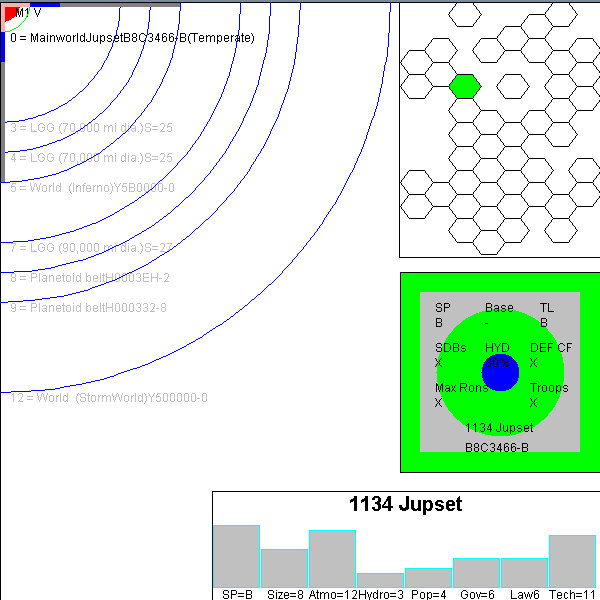 M1 V
0 = MainworldJupsetB8C3466-B(Temperate)
3 = LGG (70,000 mi dia.)S=25
4 = LGG (70,000 mi dia.)S=25
5 = World  (Inferno)Y5B0000-0
7 = LGG (90,000 mi dia.)S=27
8 = Planetoid beltH0003EH-2
9 = Planetoid beltH000332-8
12 = World  (StormWorld)Y500000-0
SP Base TL
B - B
SDBs HYD DEF CF
X 30% X
Max Rons Troops
X X
1134 Jupset
B8C3466-B
1134 Jupset
SP=B Size=8 Atmo=12 Hydro=3 Pop=4 Gov=6 Law6 Tech=11